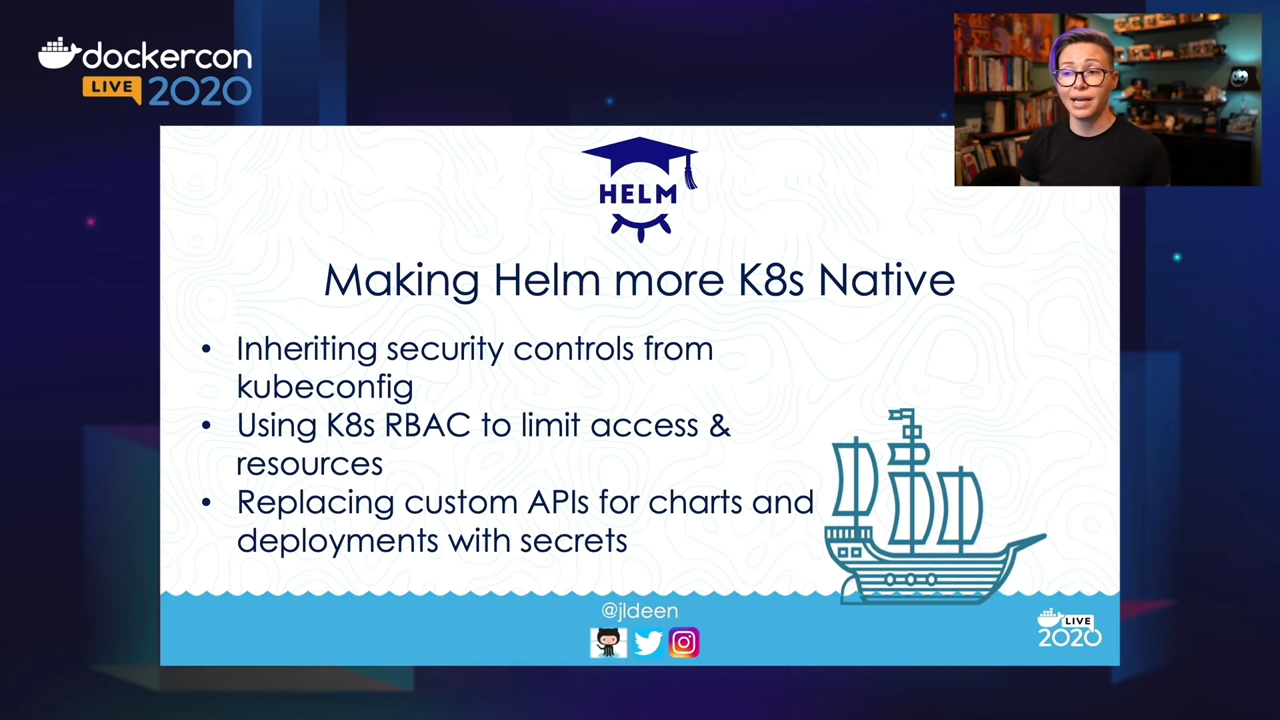 dockercon
LIVE 2020
HELM
Making Helm more K8s Native
• Inheriting security controls from
kubeconfig
• Using K8s RBAC to limit access &
resources
• Replacing custom APIs for charts and
deployments with secrets
@jldeen
LIVE
2020